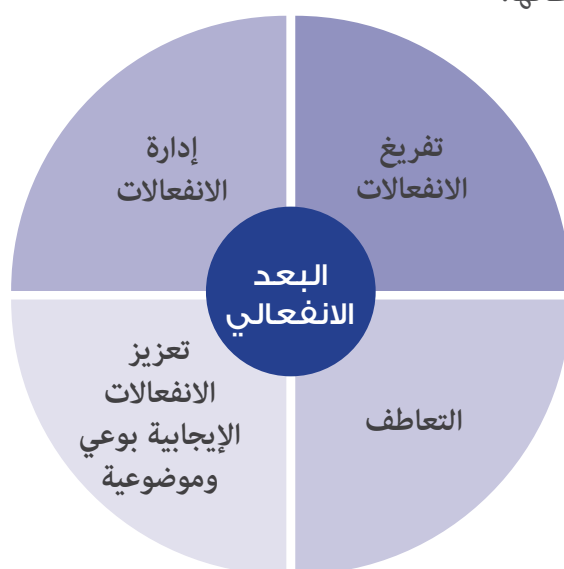 تفريغ
الانفعالات
إدارة
الانفعالات
البعد
الانفعالي
التعاطف
تعزيز
الانفعالات
الإيجابية بوعي
وموضوعية